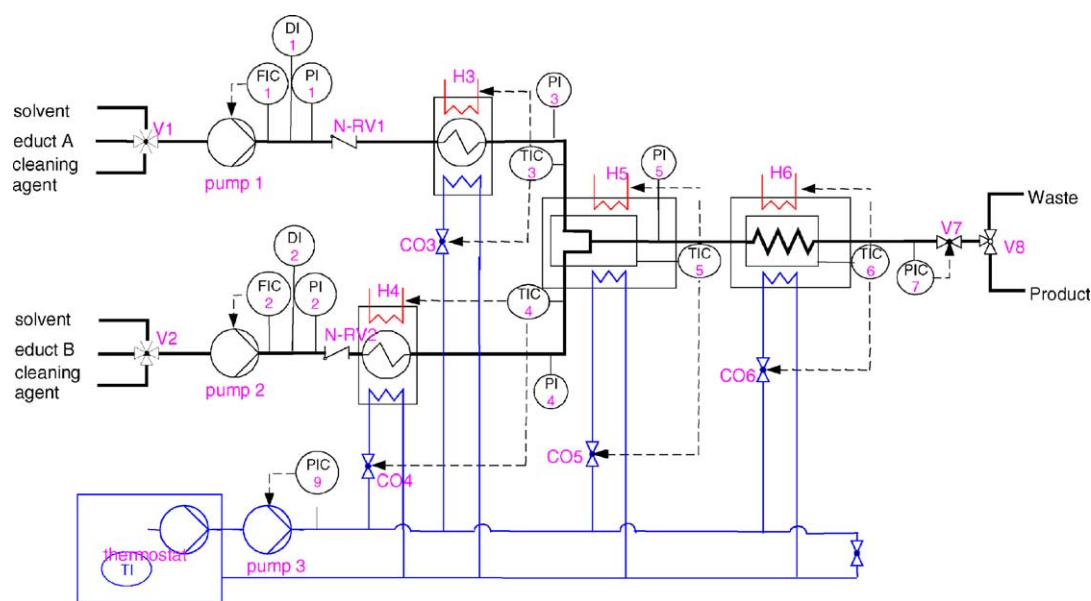 DI
1
FIC
1
PI
1
H3
PI
3
solvent
V1
N-RV1
educt A
cleaning
agent
pump 1
TIC
3
H5
PI
5
H6
Waste
CO3
V7
V8
DI
2
TIC
5
TIC
6
PIC
7
FIC
2
PI
2
H4
TIC
4
Product
solvent
V2
N-RV2
educt B
cleaning
agent
pump 2
PI
4
CO6
CO5
PIC
9
CO4
thermostat
TI
pump 3